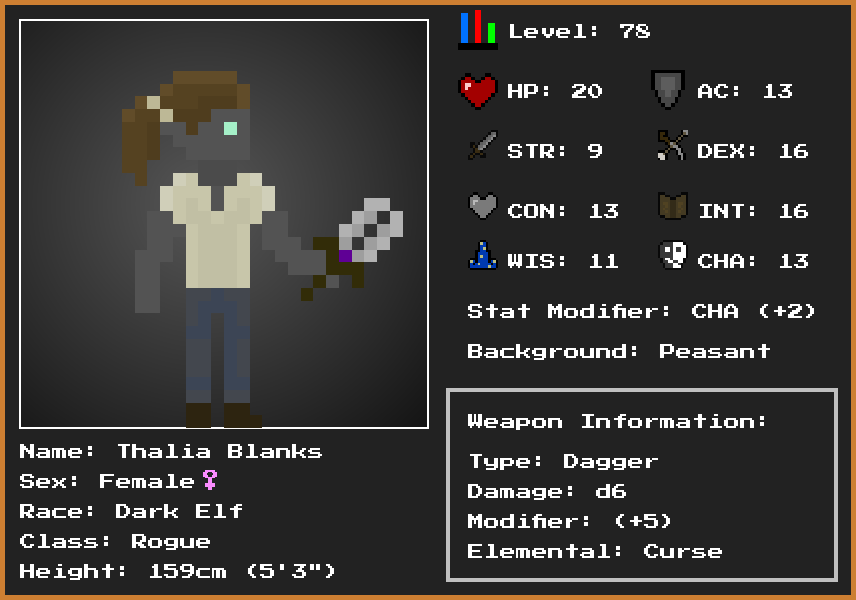 Level: 78
HP: 20 AC: 13
STR: 9 DEX: 16
CON: 13 INT: 16
WIS: 11 CHA: 13
Stat Modifier: CHA (+2)
Background: Peasant
Weapon Information:
Type: Dagger
Damage: d6
Modifier: (+5)
Elemental: Curse
Name: Thalia Blanks
Sex: Female♀
Race: Dark Elf
Class: Rogue
Height: 159cm (5'3")